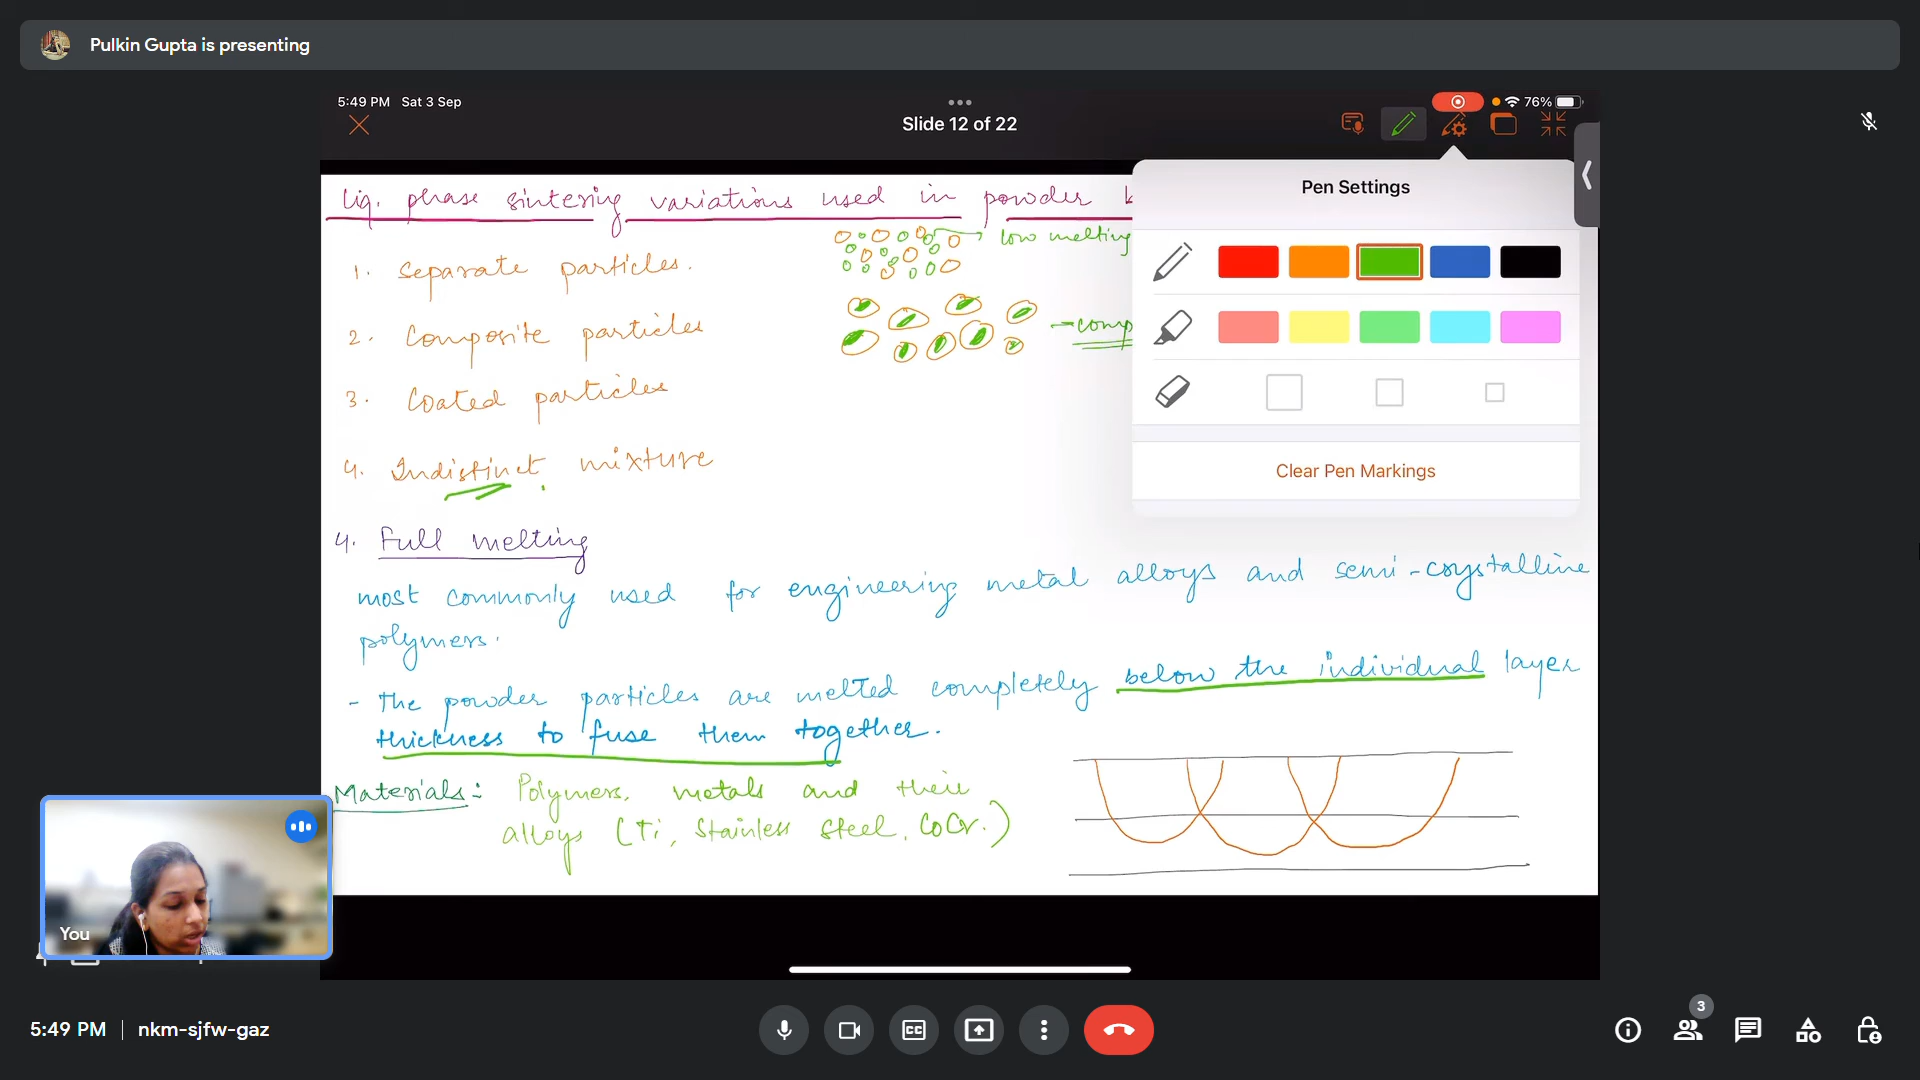 Pulkin Gupta is presenting
5:49 PM Sat 3 Sep
76%
Slide 12 of 22
Liq. phase sintering variations used in powder
low melting
1. Separate particles.
2. Composite particles
comp
3. Coated particles
4. Indistinct mixture
Pen Settings
Clear Pen Markings
4. Full melting
most commonly used for engineering metal alloys and semi-crystalline
polymers.
- The powder particles are melted completely below the individual layer
thickness to fuse them together.
Materials: Polymers, metals and their
alloys (Ti, Stainless Steel, CoCr.)
You
5:49 PM | nkm-sjfw-gaz
CC
3